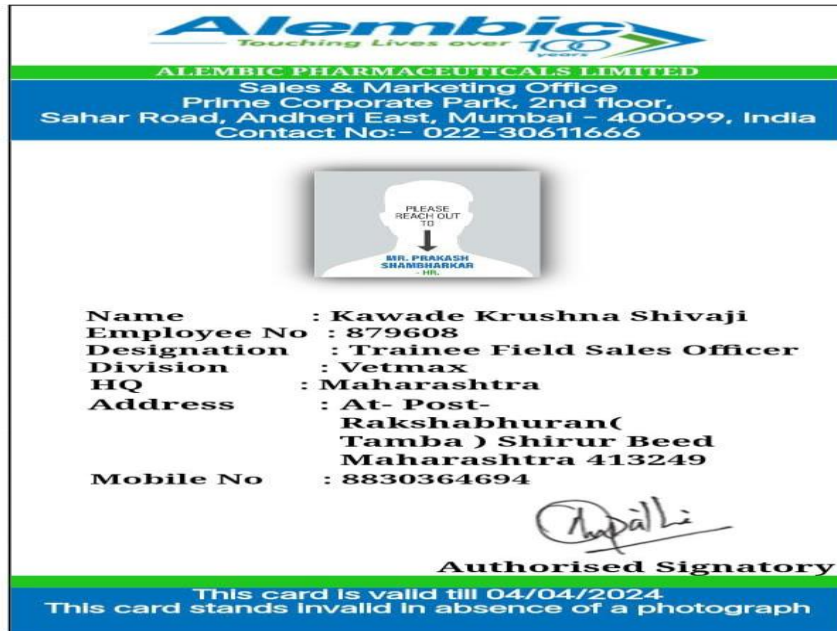 Alembic
Touching Lives over 100 years
ALEMBIC PHARMACEUTICALS LIMITED
Sales & Marketing Office
Prime Corporate Park, 2nd floor,
Sahar Road, Andheri East, Mumbai - 400099, India
Contact No:- 022-30611666
PLEASE
REACH OUT
TO
MR. PRAKASH
SHAMBHARKAR
- HR.
Name : Kawade Krushna Shivaji
Employee No : 879608
Designation : Trainee Field Sales Officer
Division : Vetmax
HQ : Maharashtra
Address : At- Post-
Rakshabhuran(
Tamba ) Shirur Beed
Maharashtra 413249
Mobile No : 8830364694
Authorised Signatory
This card is valid till 04/04/2024
This card stands invalid in absence of a photograph